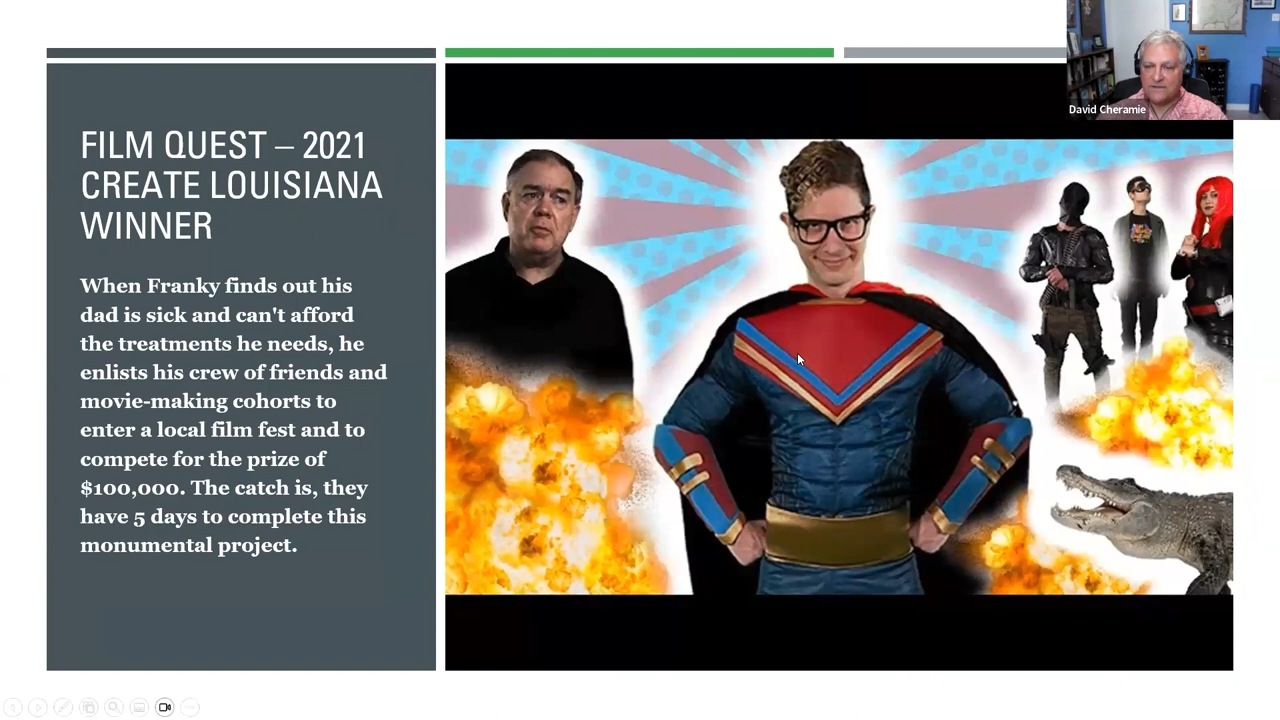 FILM QUEST – 2021
CREATE LOUISIANA
WINNER
When Franky finds out his
dad is sick and can't afford
the treatments he needs, he
enlists his crew of friends and
movie-making cohorts to
enter a local film fest and to
compete for the prize of
$100,000. The catch is, they
have 5 days to complete this
monumental project.
David Cheramie